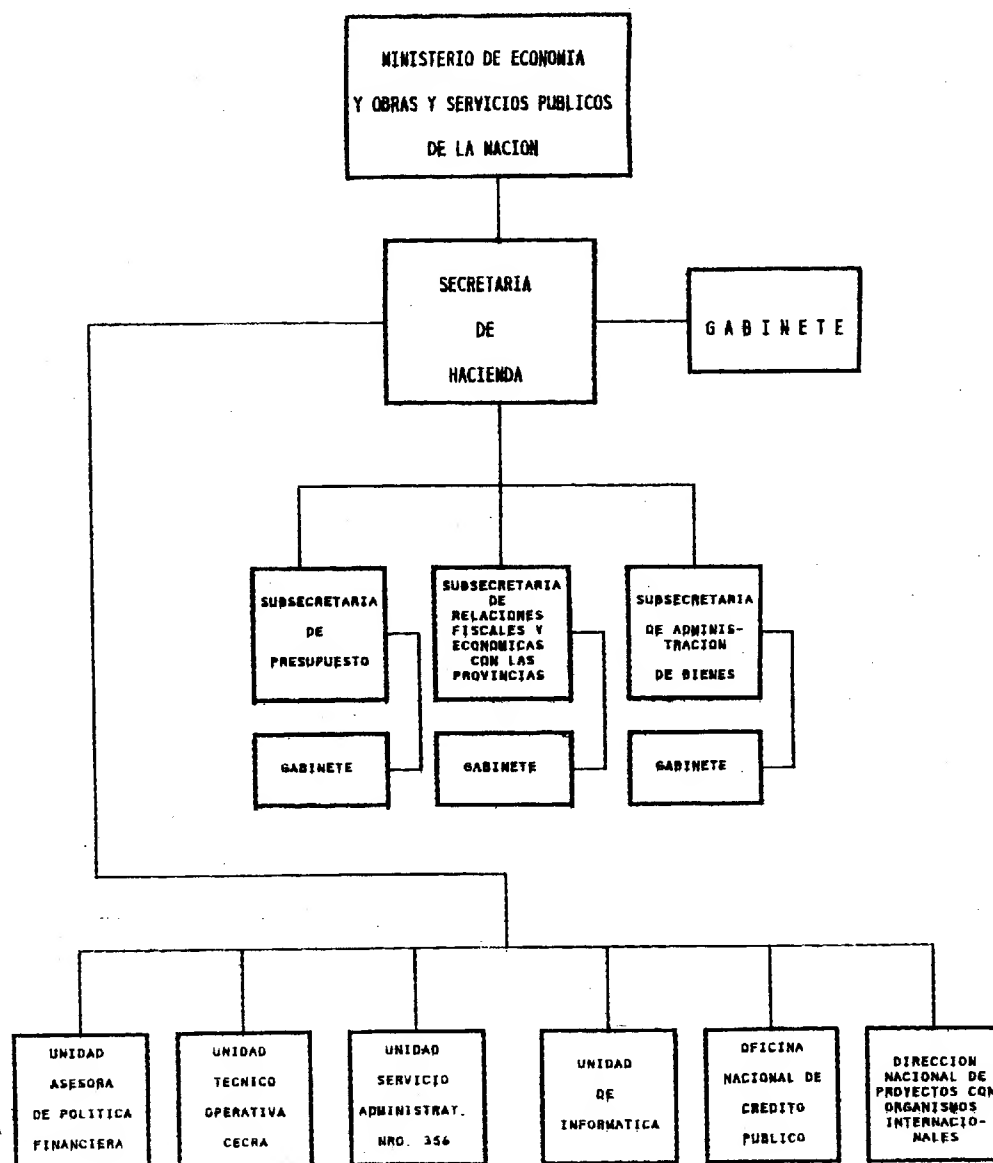 MINISTERIO DE ECONOMIA
Y OBRAS Y SERVICIOS PUBLICOS
DE LA NACION
SECRETARIA
DE
HACIENDA
GABINETE
SUBSECRETARIA
DE
PRESUPUESTO
SUBSECRETARIA
DE
RELACIONES
FISCALES Y
ECONOMICAS
CON LAS
PROVINCIAS
SUBSECRETARIA
DE ADMINIS-
TRACION
DE BIENES
GABINETE
GABINETE
GABINETE
UNIDAD
ASESORA
DE POLITICA
FINANCIERA
UNIDAD
TECNICO
OPERATIVA
CECRA
UNIDAD
SERVICIO
ADMINISTRAT.
NRO. 356
UNIDAD
DE
INFORMATICA
OFICINA
NACIONAL DE
CREDITO
PUBLICO
DIRECCION
NACIONAL DE
PROYECTOS CON
ORGANISMOS
INTERNACIO-
NALES